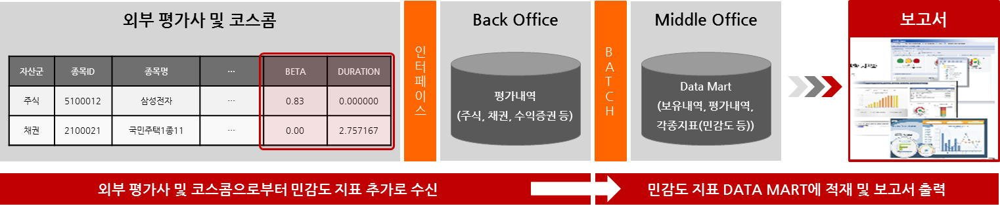 외부 평가사 및 코스콤
자산군 종목ID 종목명 ... BETA DURATION
주식 5100012 삼성전자 ... 0.83 0.000000
채권 2100021 국민주택1종11 ... 0.00 2.757167
인터페이스
Back Office
평가내역
(주식, 채권, 수익증권 등)
BATCH
Middle Office
Data Mart
(보유내역, 평가내역,
각종지표(민감도 등))
보고서
외부 평가사 및 코스콤으로부터 민감도 지표 추가로 수신
민감도 지표 DATA MART에 적재 및 보고서 출력